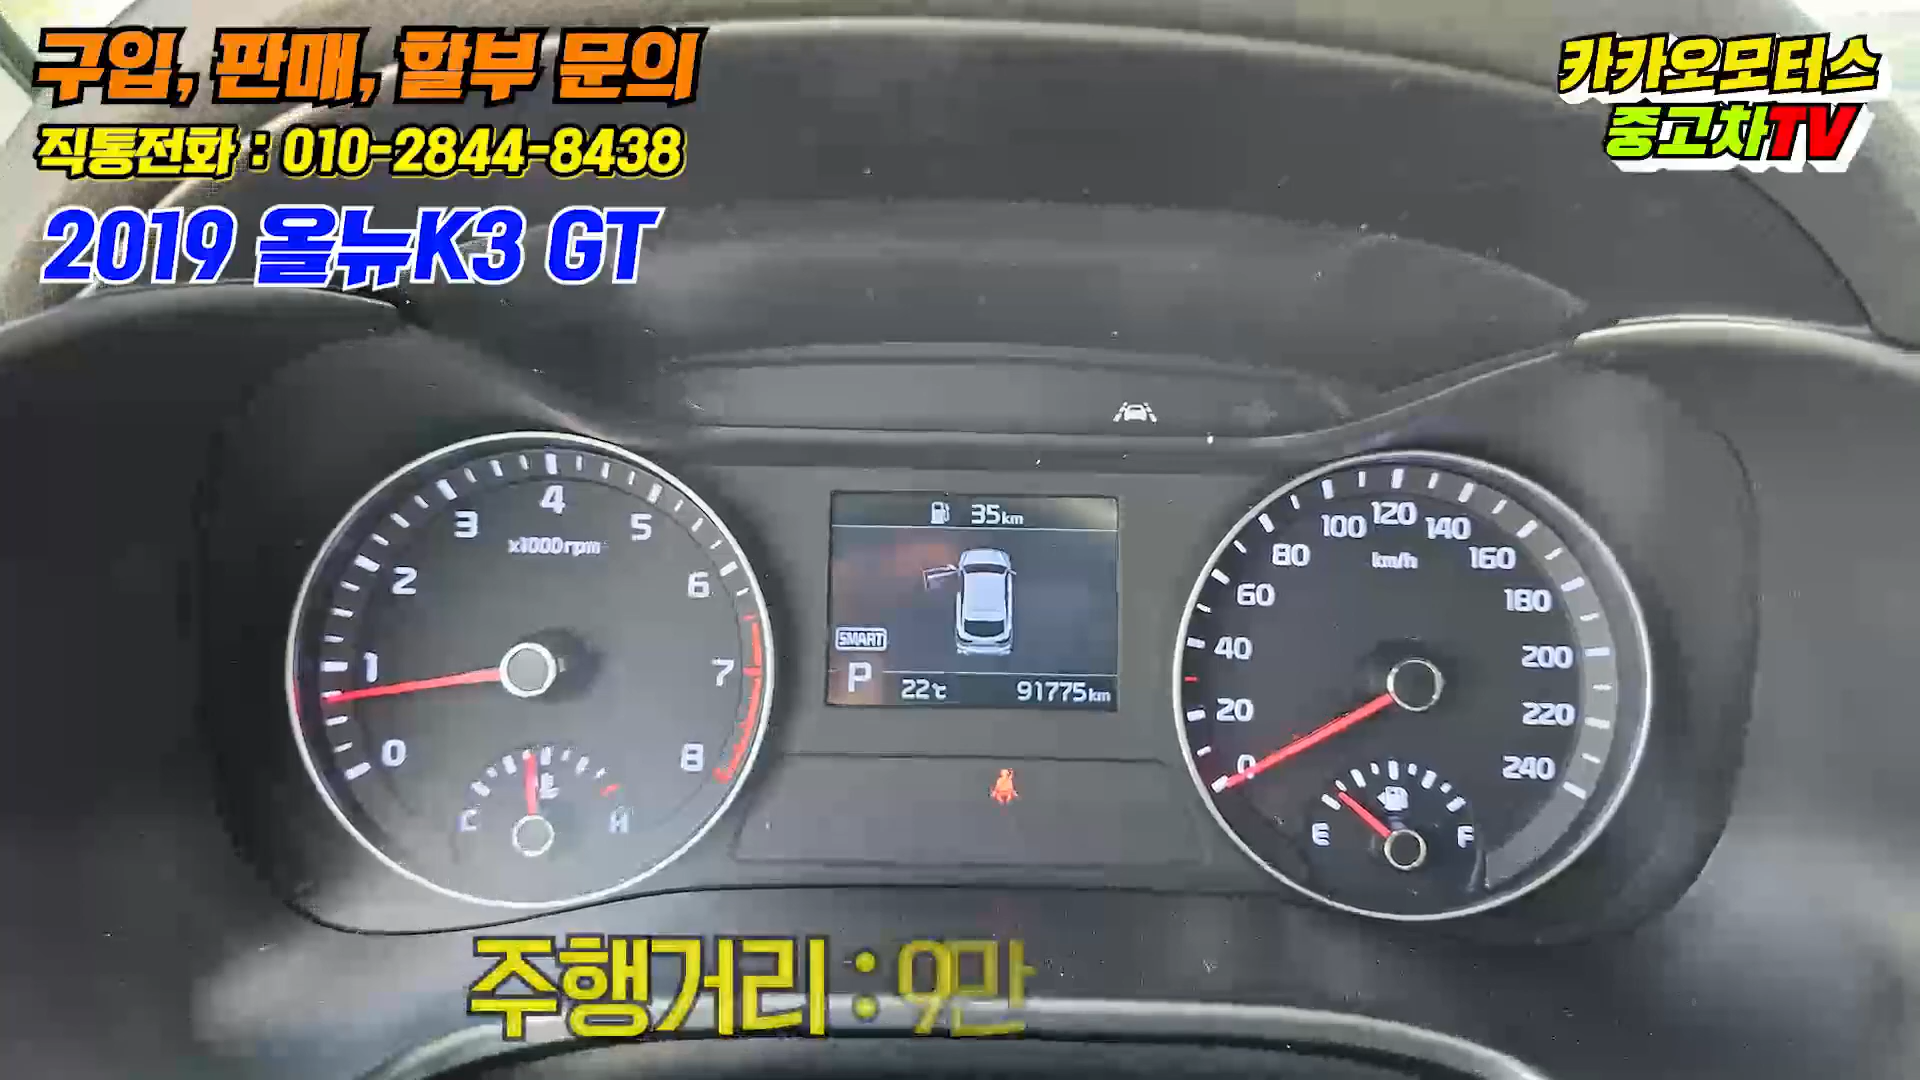 구입, 판매, 할부 문의
직통전화 : 010-2844-8438
2019 올뉴K3 GT
카카오모터스
중고차TV
35km
SMART
P
22℃ 91775km
0 1 2 3 4 5 6 7 8
x1000rpm
C H
0 20 40 60 80 100 120 140 160 180 200 220 240
km/h
E F
주행거리 : 9만